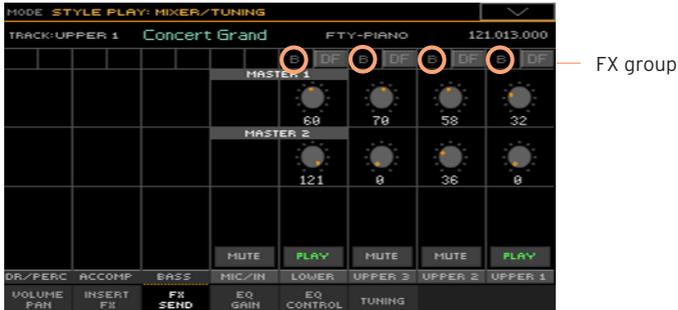 MODE STYLE PLAY: MIXER/TUNING
TRACK:UPPER 1 Concert Grand FTY-PIANO 121.013.000
B DF B DF B DF B DF FX group
MASTER 1
60 70 58 32
MASTER 2
121 0 36 0
MUTE PLAY MUTE MUTE PLAY
DR/PERC ACCOMP BASS MIC/IN LOWER UPPER 3 UPPER 2 UPPER 1
VOLUME PAN INSERT FX FX SEND EQ GAIN EQ CONTROL TUNING